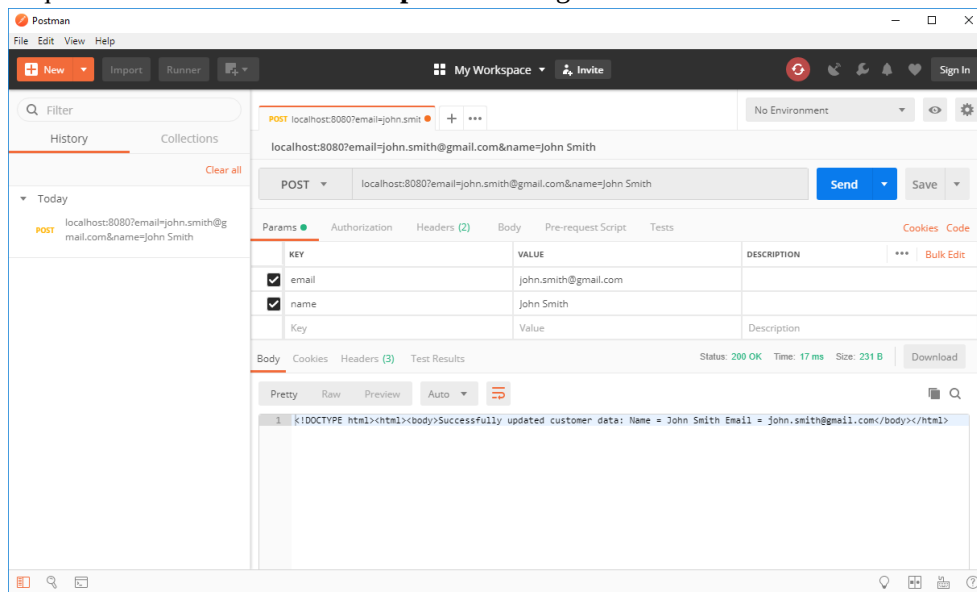 Postman
File Edit View Help
New Import Runner My Workspace Invite Sign In
Filter
History Collections
Clear all
Today
POST localhost:8080?email=john.smith@g
mail.com&name=John Smith
POST localhost:8080?email=john.smit
No Environment
localhost:8080?email=john.smith@gmail.com&name=John Smith
POST localhost:8080?email=john.smith@gmail.com&name=John Smith Send Save
Params Authorization Headers (2) Body Pre-request Script Tests Cookies Code
KEY VALUE DESCRIPTION Bulk Edit
email john.smith@gmail.com
name John Smith
Key Value Description
Body Cookies Headers (3) Test Results Status: 200 OK Time: 17 ms Size: 231 B Download
Pretty Raw Preview Auto
1 <!DOCTYPE html><html><body>Successfully updated customer data: Name = John Smith Email = john.smith@gmail.com</body></html>